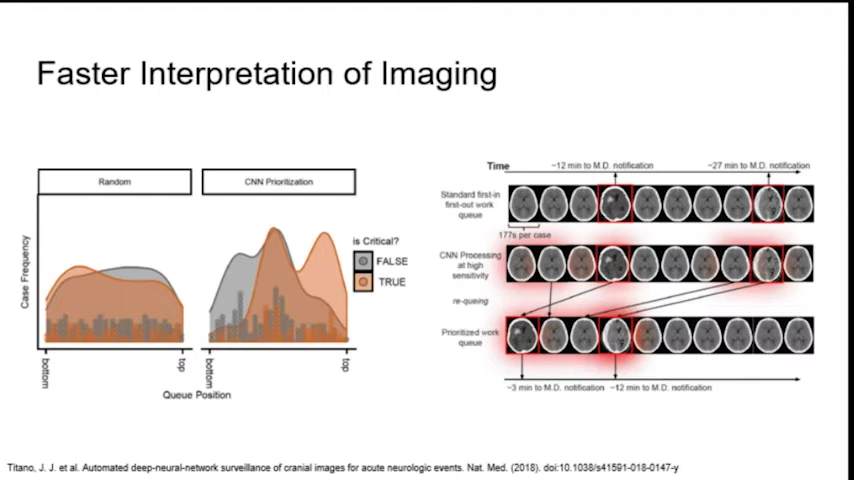 Faster Interpretation of Imaging
Random
CNN Prioritization
Case Frequency
is Critical?
FALSE
TRUE
bottom
top
bottom
top
Queue Position
Time
~12 min to M.D. notification
~27 min to M.D. notification
Standard first-in
first-out work
queue
177s per case
CNN Processing
at high
sensitivity
re-queing
Prioritized work
queue
~3 min to M.D. notification
~12 min to M.D. notification
Titano, J. J. et al. Automated deep-neural-network surveillance of cranial images for acute neurologic events. Nat. Med. (2018). doi:10.1038/s41591-018-0147-y